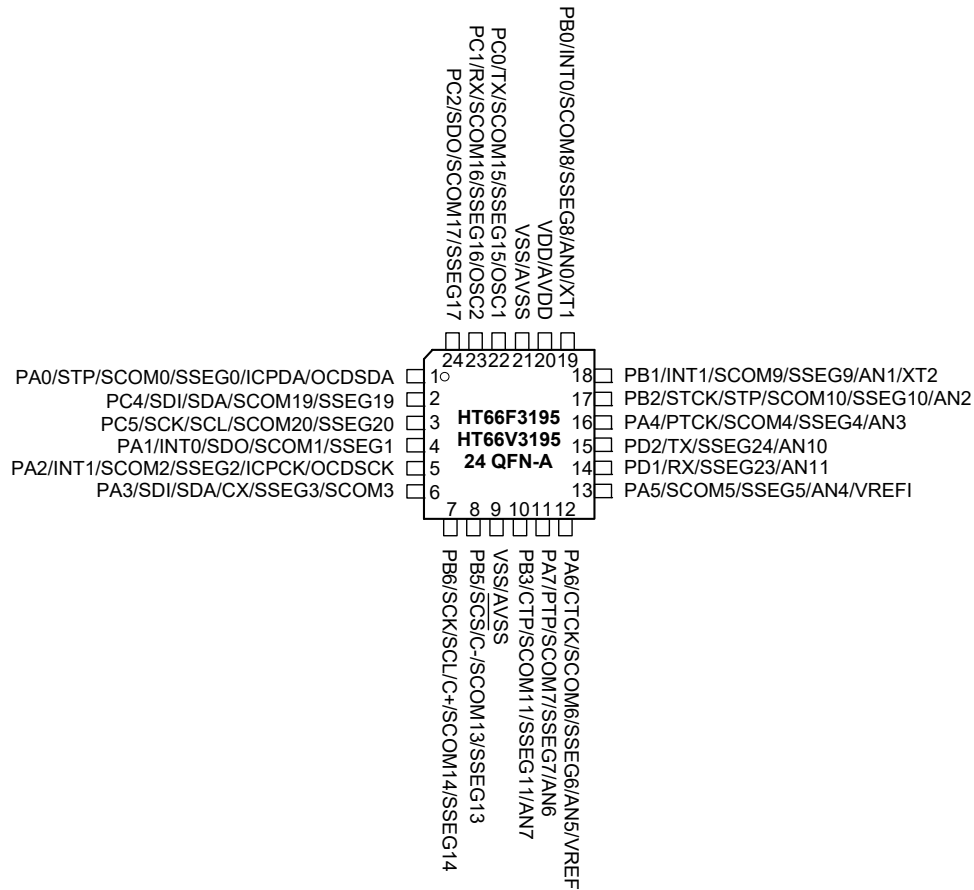 PC2/SDO/SCOM17/SSEG17
PC1/RX/SCOM16/SSEG16/OSC2
PC0/TX/SCOM15/SSEG15/OSC1
VSS/AVSS
VDD/AVDD
PB0/INT0/SCOM8/SSEG8/AN0/XT1
24 23 22 21 20 19
PA0/STP/SCOM0/SSEG0/ICPDA/OCDSDA 1
PC4/SDI/SDA/SCOM19/SSEG19 2
PC5/SCK/SCL/SCOM20/SSEG20 3
PA1/INT0/SDO/SCOM1/SSEG1 4
PA2/INT1/SCOM2/SSEG2/ICPCK/OCDSCK 5
PA3/SDI/SDA/CX/SSEG3/SCOM3 6
HT66F3195
HT66V3195
24 QFN-A
18 PB1/INT1/SCOM9/SSEG9/AN1/XT2
17 PB2/STCK/STP/SCOM10/SSEG10/AN2
16 PA4/PTCK/SCOM4/SSEG4/AN3
15 PD2/TX/SSEG24/AN10
14 PD1/RX/SSEG23/AN11
13 PA5/SCOM5/SSEG5/AN4/VREFI
7 8 9 10 11 12
PB6/SCK/SCL/C+/SCOM14/SSEG14
PB5/SCS/C-/SCOM13/SSEG13
VSS/AVSS
PB3/CTP/SCOM11/SSEG11/AN7
PA7/PTP/SCOM7/SSEG7/AN6
PA6/CTCK/SCOM6/SSEG6/AN5/VREF